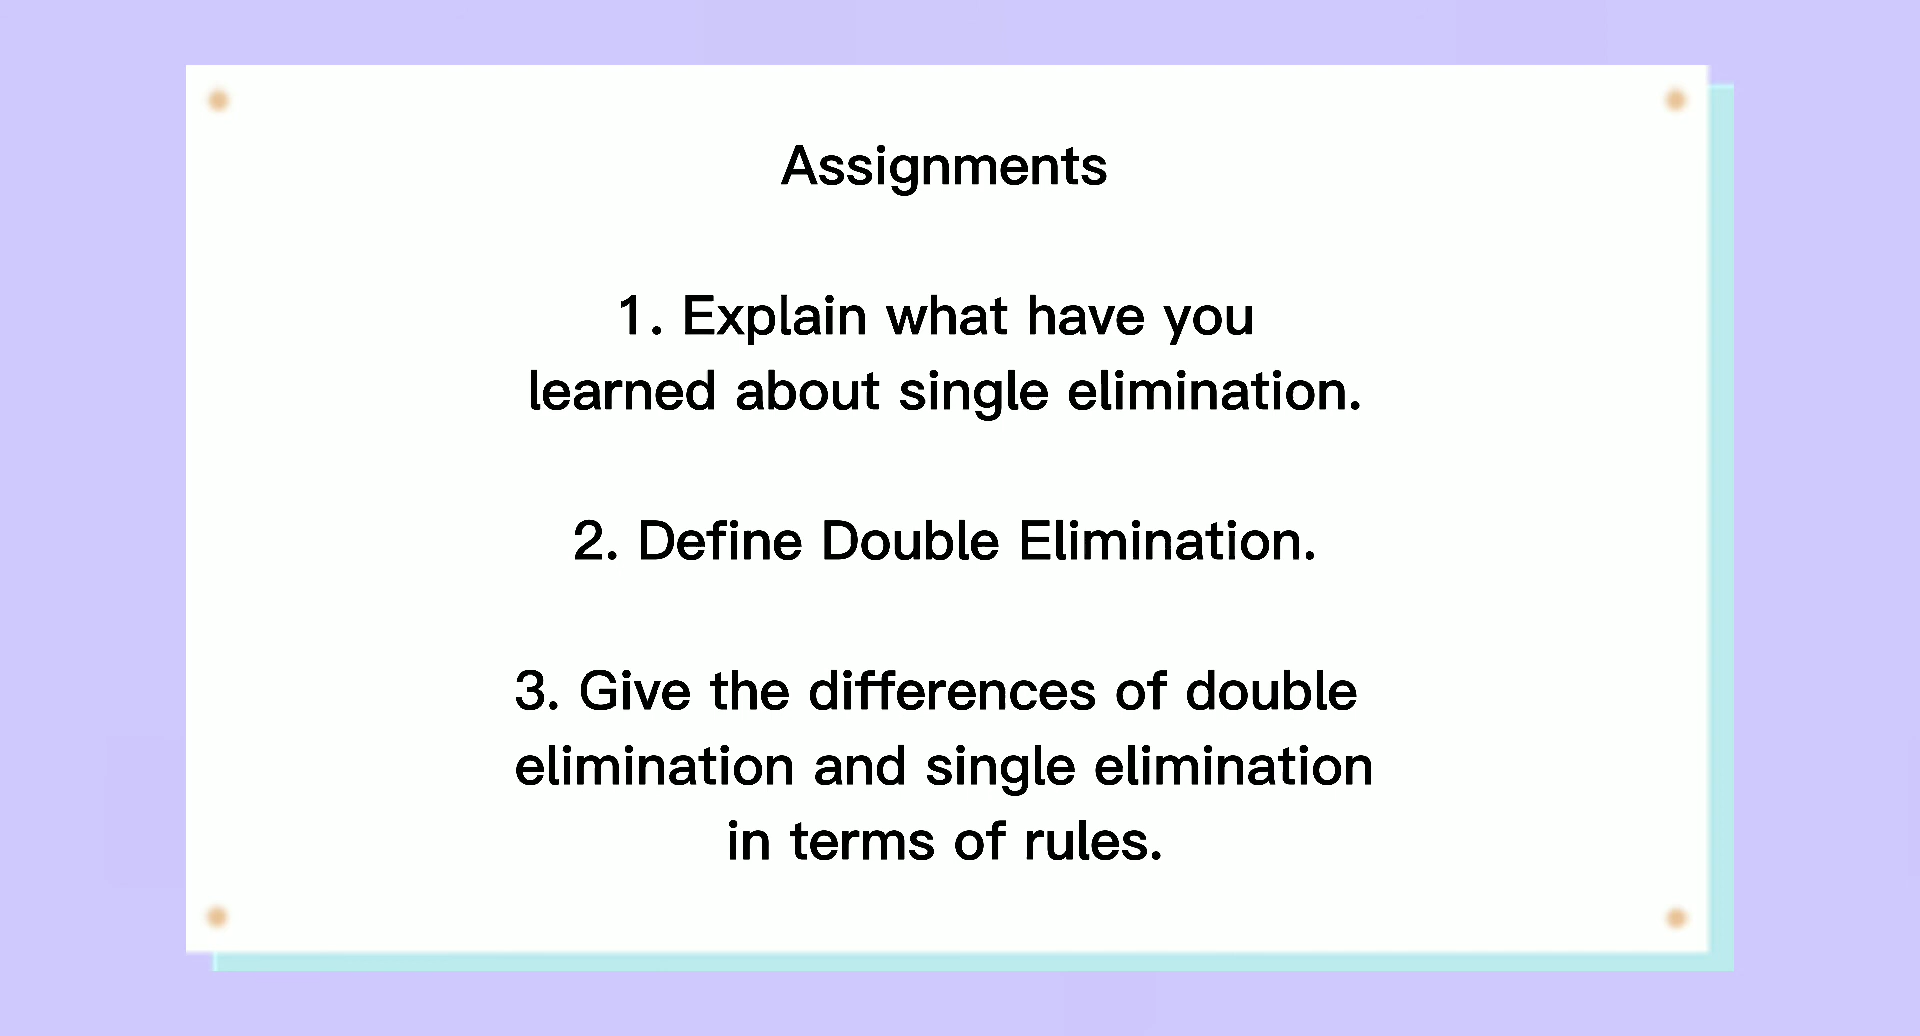 Assignments
1. Explain what have you
learned about single elimination.
2. Define Double Elimination.
3. Give the differences of double
elimination and single elimination
in terms of rules.